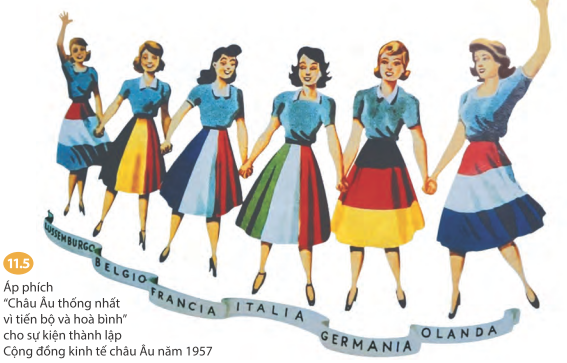 LUSSEMBURGO
BELGIO
FRANCIA
ITALIA
GERMANIA
OLANDA
11.5
Áp phích
“Châu Âu thống nhất
vì tiến bộ và hoà bình”
cho sự kiện thành lập
Cộng đồng kinh tế châu Âu năm 1957